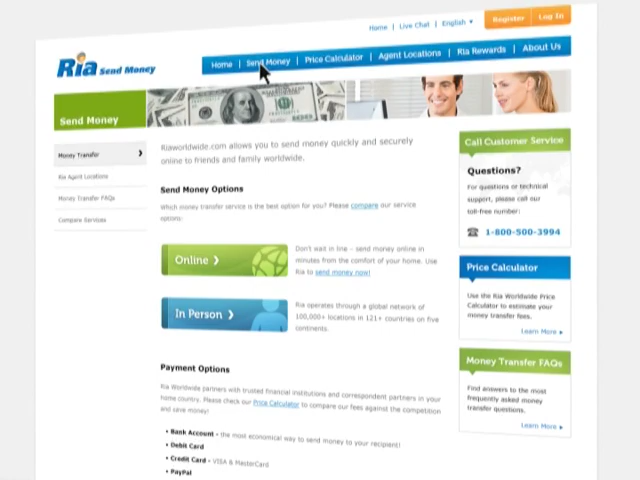 Home | Live Chat | English
Register | Log In
Ria Send Money
Home | Send Money | Price Calculator | Agent Locations | Ria Rewards | About Us
Send Money
Money Transfer
Ria Agent Locations
Money Transfer FAQs
Compare Services
Riaworldwide.com allows you to send money quickly and securely
online to friends and family worldwide.
Send Money Options
Which money transfer service is the best option for you? Please compare our service
options:
Online
Don't wait in line – send money online in
minutes from the comfort of your home. Use
Ria to send money now!
In Person
Ria operates through a global network of
100,000+ locations in 121+ countries on five
continents.
Payment Options
Ria Worldwide partners with trusted financial institutions and correspondent partners in your
home country. Please check our Price Calculator to compare our fees against the competition
and save money!
• Bank Account - the most economical way to send money to your recipient!
• Debit Card
• Credit Card - VISA & MasterCard
• PayPal
Call Customer Service
Questions?
For questions or technical
support, please call our
toll-free number:
1-800-500-3994
Price Calculator
Use the Ria Worldwide Price
Calculator to estimate your
money transfer fees.
Learn More
Money Transfer FAQs
Find answers to the most
frequently asked money
transfer questions.
Learn More